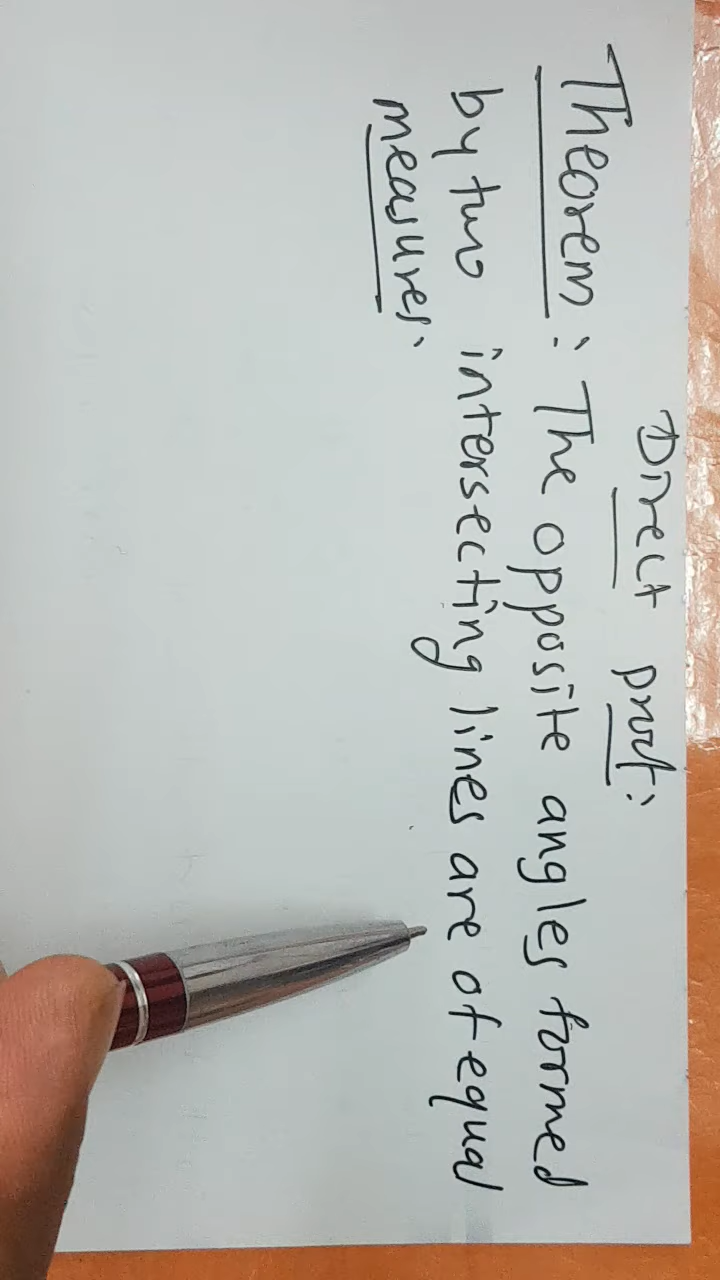 Direct proof:
Theorem: The opposite angles formed
by two intersecting lines are of equal
measures.